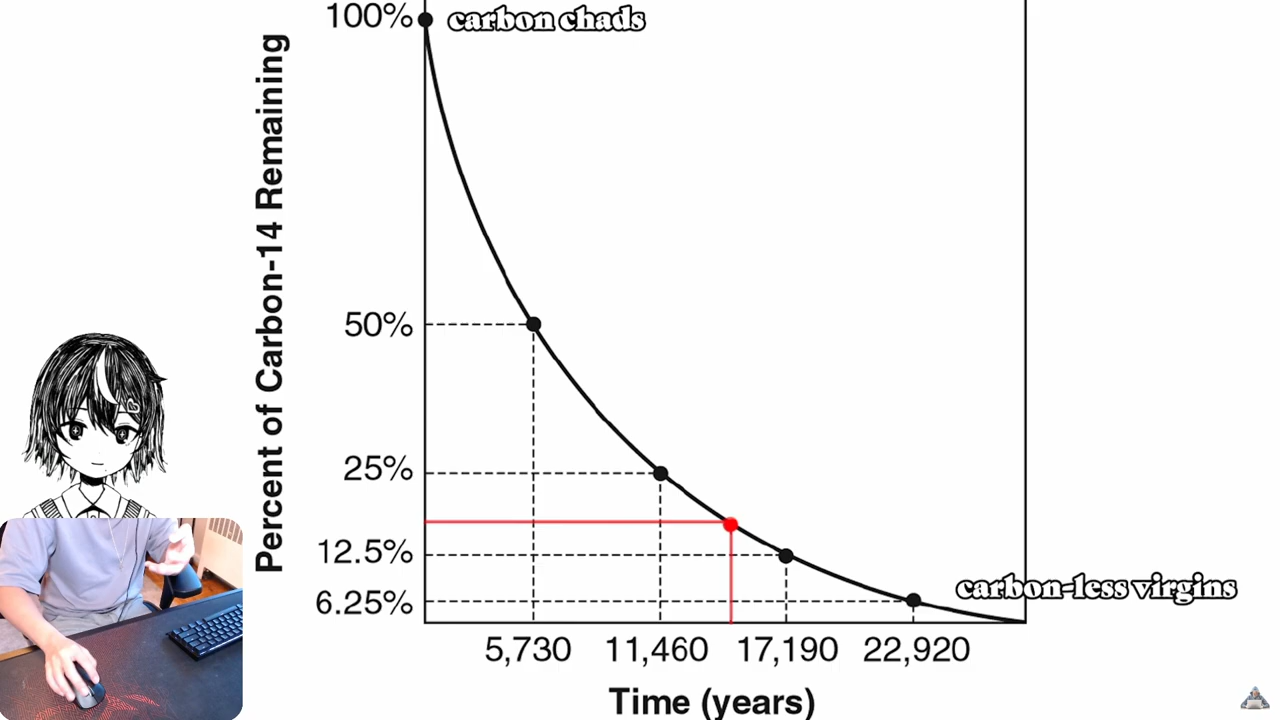 100%
carbon chads
Percent of Carbon-14 Remaining
50%
25%
12.5%
6.25%
carbon-less virgins
5,730 11,460 17,190 22,920
Time (years)